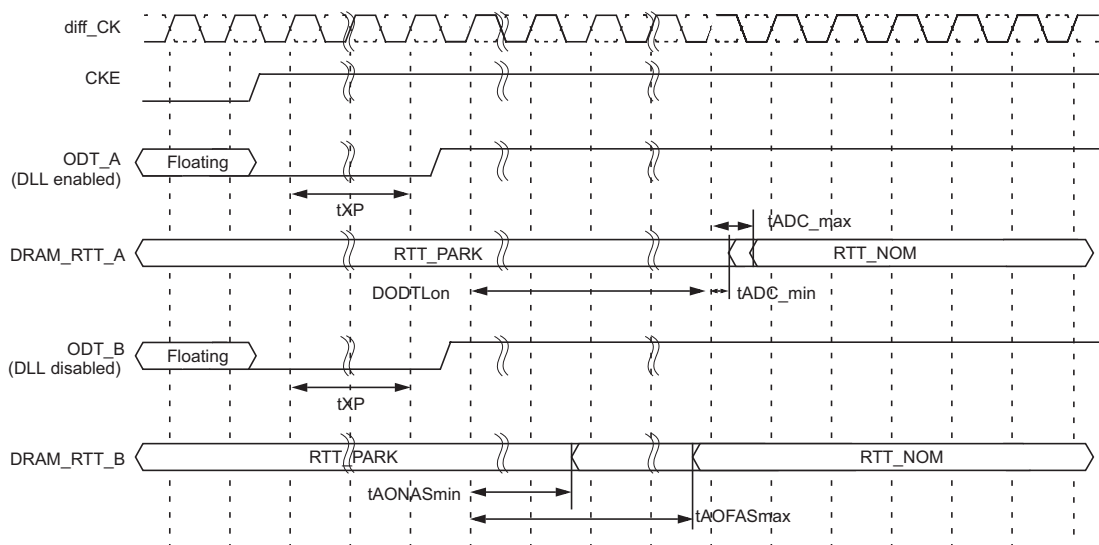 diff_CK
CKE
ODT_A
(DLL enabled)
Floating
tXP
tADC_max
DRAM_RTT_A
RTT_PARK
RTT_NOM
DODTLon
tADC_min
ODT_B
(DLL disabled)
Floating
tXP
DRAM_RTT_B
RTT_PARK
RTT_NOM
tAONASmin
tAOFASmax